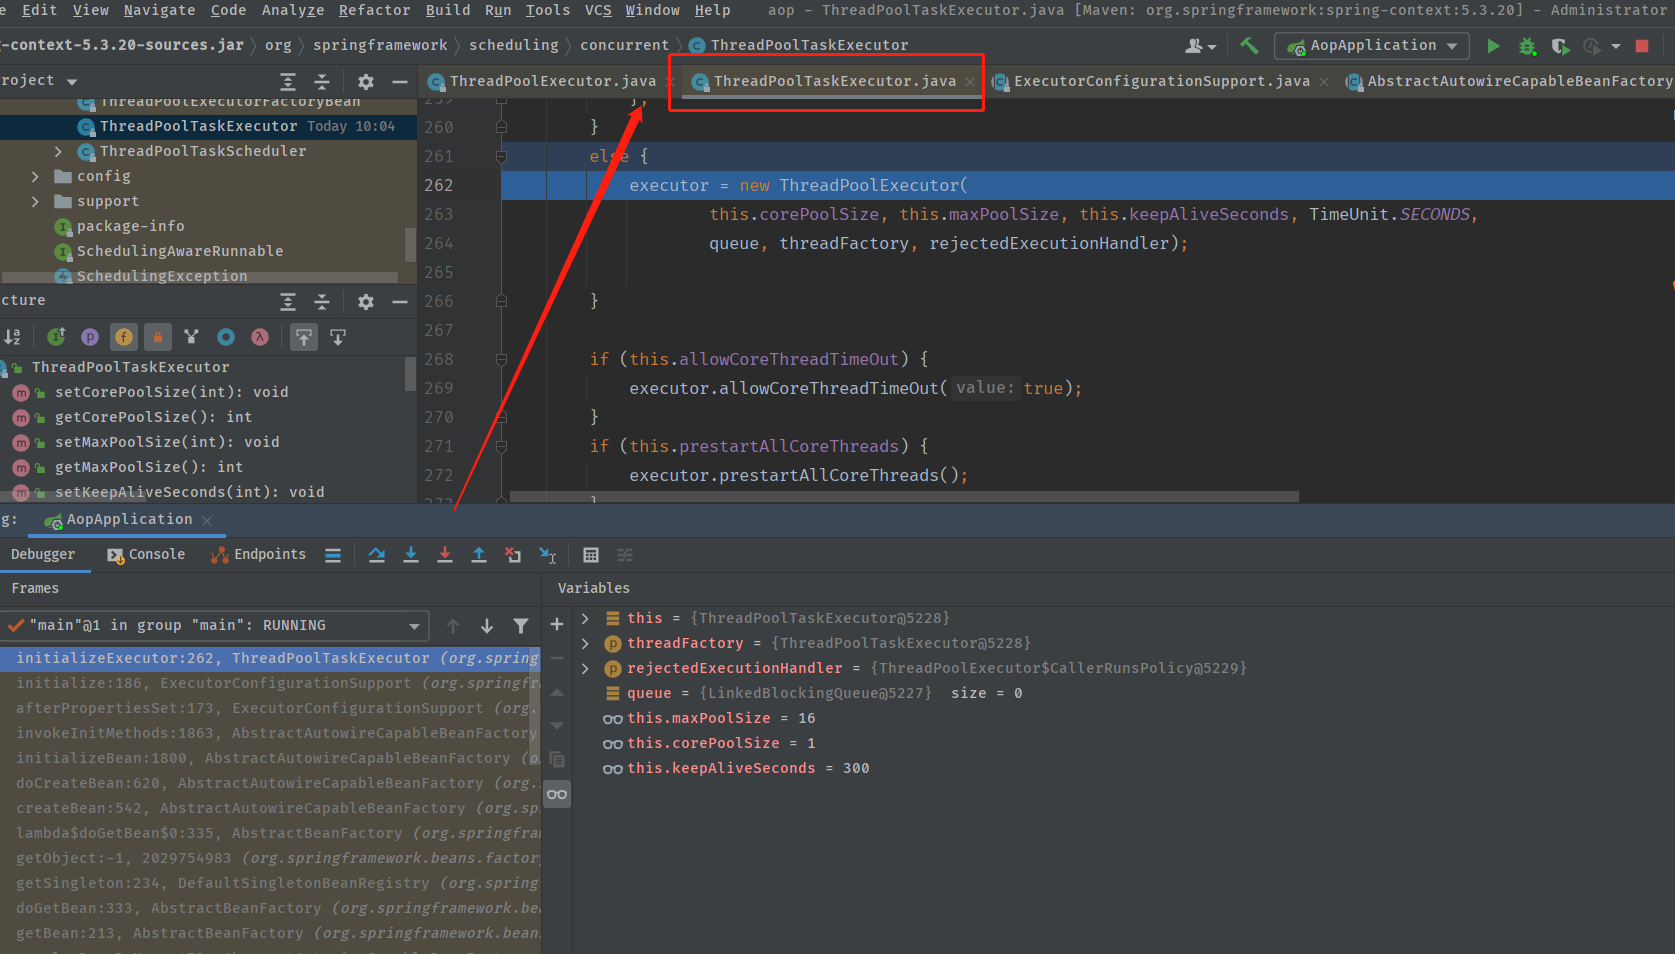 e Edit View Navigate Code Analyze Refactor Build Run Tools VCS Window Help aop - ThreadPoolTaskExecutor.java [Maven: org.springframework:spring-context:5.3.20] - Administrator
-context-5.3.20-sources.jar org springframework scheduling concurrent ThreadPoolTaskExecutor AopApplication
roject ThreadPoolExecutor.java ThreadPoolTaskExecutor.java ExecutorConfigurationSupport.java AbstractAutowireCapableBeanFactory
ThreadPoolExecutorFactoryBean
ThreadPoolTaskExecutor Today 10:04
ThreadPoolTaskScheduler
config
support
package-info
SchedulingAwareRunnable
SchedulingException
259 };
260 }
261 else {
262 executor = new ThreadPoolExecutor(
263 this.corePoolSize, this.maxPoolSize, this.keepAliveSeconds, TimeUnit.SECONDS,
264 queue, threadFactory, rejectedExecutionHandler);
265
266 }
267
268 if (this.allowCoreThreadTimeOut) {
269 executor.allowCoreThreadTimeOut( value: true);
270 }
271 if (this.prestartAllCoreThreads) {
272 executor.prestartAllCoreThreads();
273 }
cture
ThreadPoolTaskExecutor
setCorePoolSize(int): void
getCorePoolSize(): int
setMaxPoolSize(int): void
getMaxPoolSize(): int
setKeepAliveSeconds(int): void
g: AopApplication
Debugger Console Endpoints
Frames
"main"@1 in group "main": RUNNING
initializeExecutor:262, ThreadPoolTaskExecutor (org.spring
initialize:186, ExecutorConfigurationSupport (org.springfr
afterPropertiesSet:173, ExecutorConfigurationSupport (org.
invokeInitMethods:1863, AbstractAutowireCapableBeanFactory
initializeBean:1800, AbstractAutowireCapableBeanFactory (o
doCreateBean:620, AbstractAutowireCapableBeanFactory (org.
createBean:542, AbstractAutowireCapableBeanFactory (org.sp
lambda$doGetBean$0:335, AbstractBeanFactory (org.springfram
getObject:-1, 2029754983 (org.springframework.beans.factory
getSingleton:234, DefaultSingletonBeanRegistry (org.spring
doGetBean:333, AbstractBeanFactory (org.springframework.be
getBean:213, AbstractBeanFactory (org.springframework.bean
Variables
this = {ThreadPoolTaskExecutor@5228}
threadFactory = {ThreadPoolTaskExecutor@5228}
rejectedExecutionHandler = {ThreadPoolExecutor$CallerRunsPolicy@5229}
queue = {LinkedBlockingQueue@5227} size = 0
this.maxPoolSize = 16
this.corePoolSize = 1
this.keepAliveSeconds = 300